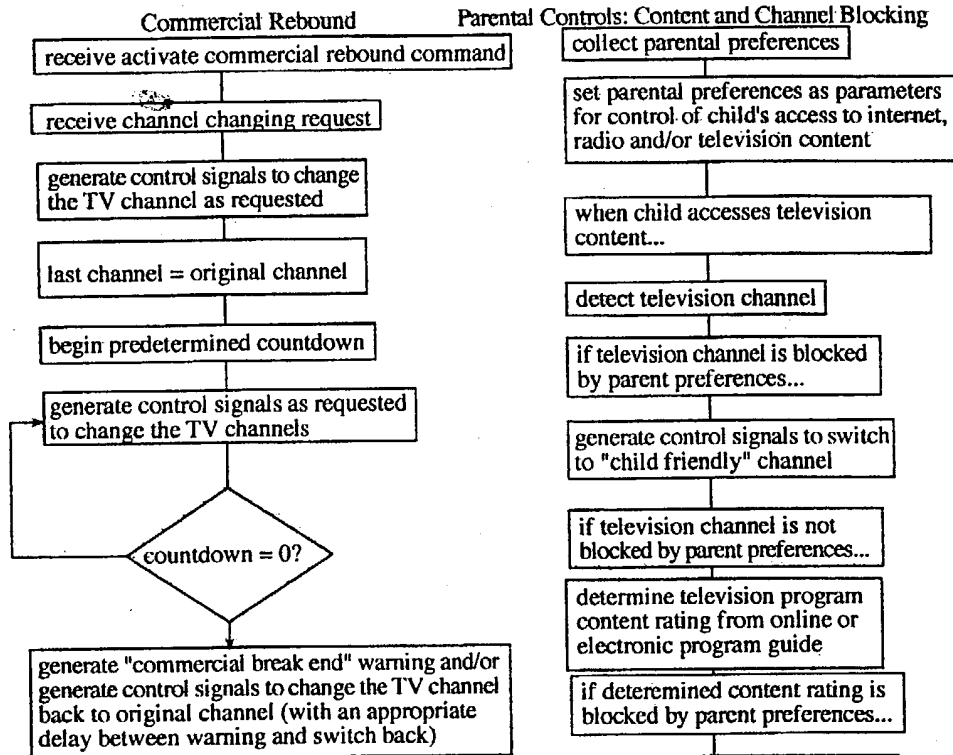 Commercial Rebound
receive activate commercial rebound command
receive channel changing request
generate control signals to change
the TV channel as requested
last channel = original channel
begin predetermined countdown
generate control signals as requested
to change the TV channels
countdown = 0?
generate "commercial break end" warning and/or
generate control signals to change the TV channel
back to original channel (with an appropriate
delay between warning and switch back)
Parental Controls: Content and Channel Blocking
collect parental preferences
set parental preferences as parameters
for control of child's access to internet,
radio and/or television content
when child accesses television
content...
detect television channel
if television channel is blocked
by parent preferences...
generate control signals to switch
to "child friendly" channel
if television channel is not
blocked by parent preferences...
determine television program
content rating from online or
electronic program guide
if deteremined content rating is
blocked by parent preferences...